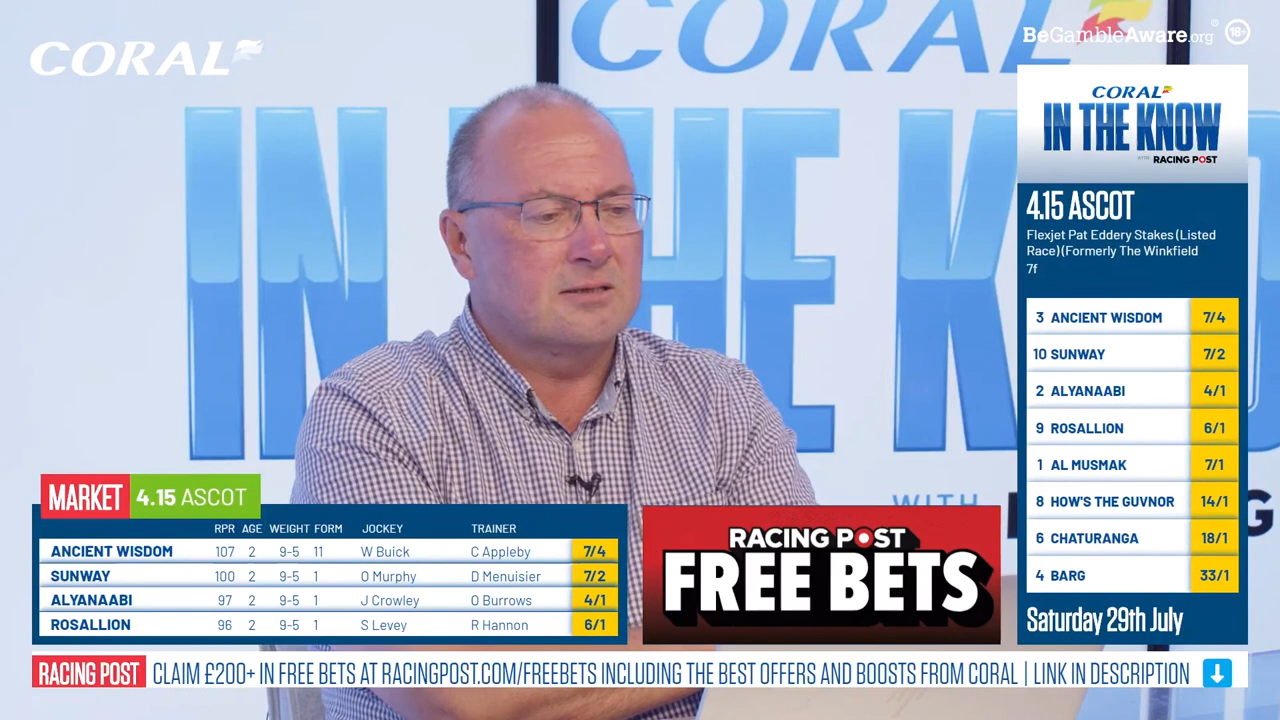 CORAL
CORAL
BeGambleAware.org®
18+
IN THE KNOW
WITH
CORAL
IN THE KNOW
WITH RACING POST
4.15 ASCOT
Flexjet Pat Eddery Stakes (Listed
Race) (Formerly The Winkfield
7f
3 ANCIENT WISDOM 7/4
10 SUNWAY 7/2
2 ALYANAABI 4/1
9 ROSALLION 6/1
1 AL MUSMAK 7/1
8 HOW'S THE GUVNOR 14/1
6 CHATURANGA 18/1
4 BARG 33/1
Saturday 29th July
MARKET 4.15 ASCOT
RPR AGE WEIGHT FORM JOCKEY TRAINER
ANCIENT WISDOM 107 2 9-5 11 W Buick C Appleby 7/4
SUNWAY 100 2 9-5 1 O Murphy D Menuisier 7/2
ALYANAABI 97 2 9-5 1 J Crowley O Burrows 4/1
ROSALLION 96 2 9-5 1 S Levey R Hannon 6/1
RACING POST
FREE BETS
RACING POST CLAIM £200+ IN FREE BETS AT RACINGPOST.COM/FREEBETS INCLUDING THE BEST OFFERS AND BOOSTS FROM CORAL | LINK IN DESCRIPTION